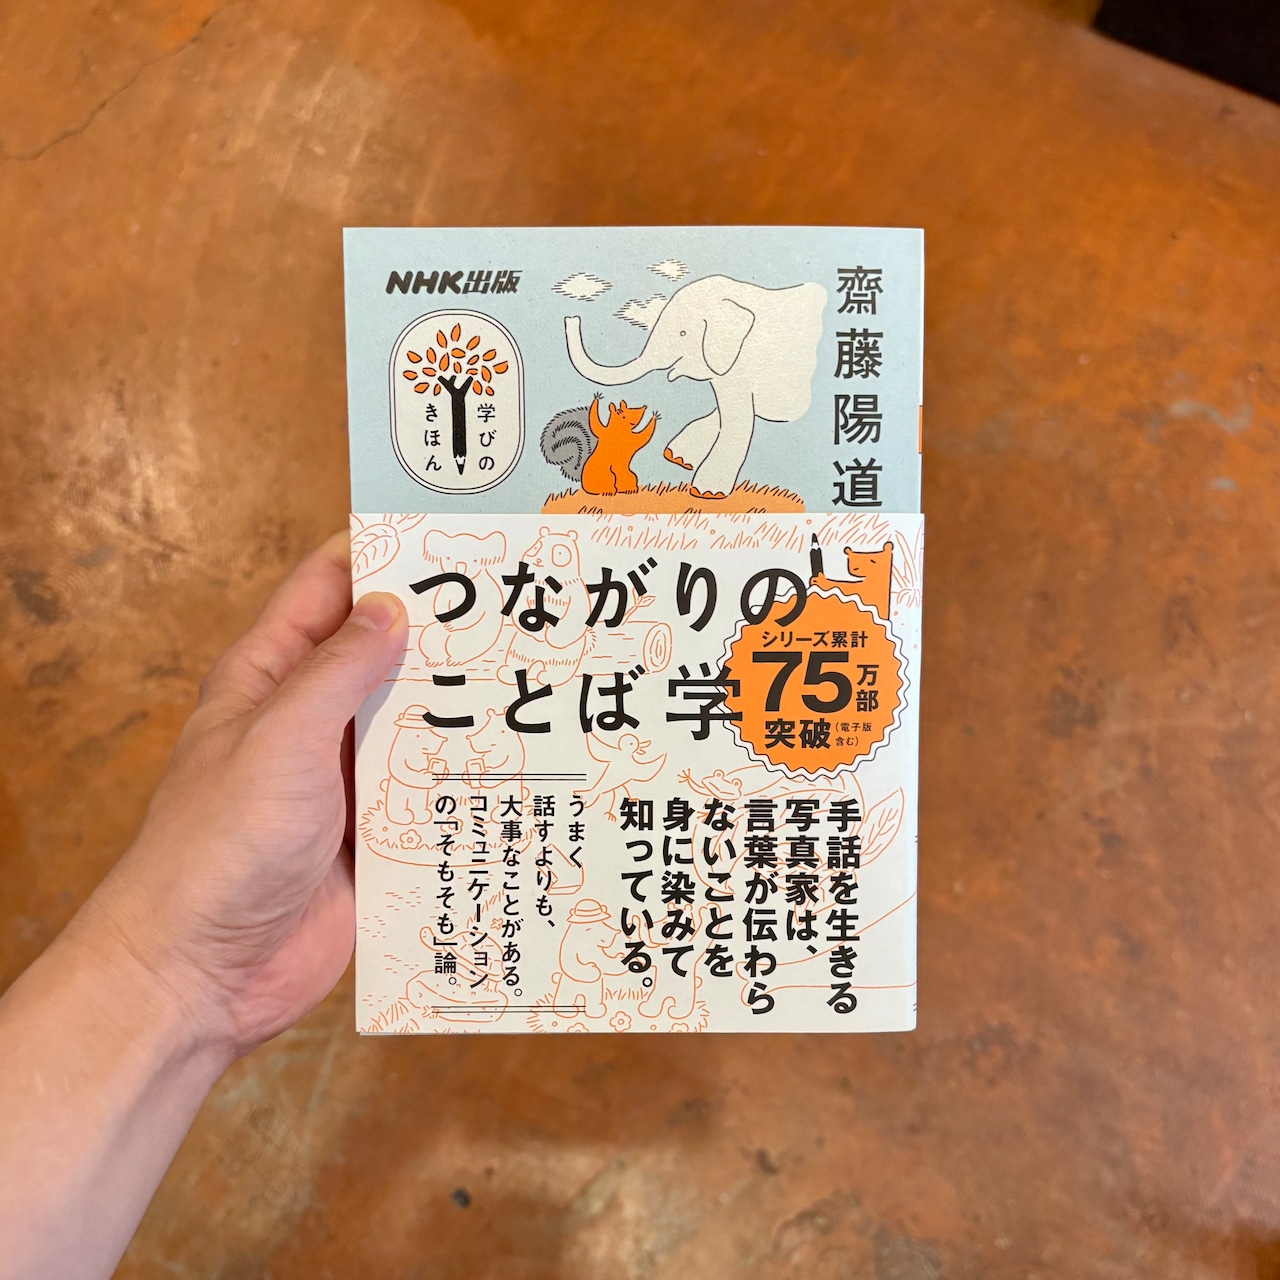 NHK出版
学びの
きほん
齋藤陽道
つながりの
ことば学
シリーズ累計
75万部
突破(電子版
含む)
手話を生きる
写真家は、
言葉が伝わら
ないことを
身に染みて
知っている。
うまく
話すよりも、
大事なことがある。
コミュニケーション
の「そもそも」論。